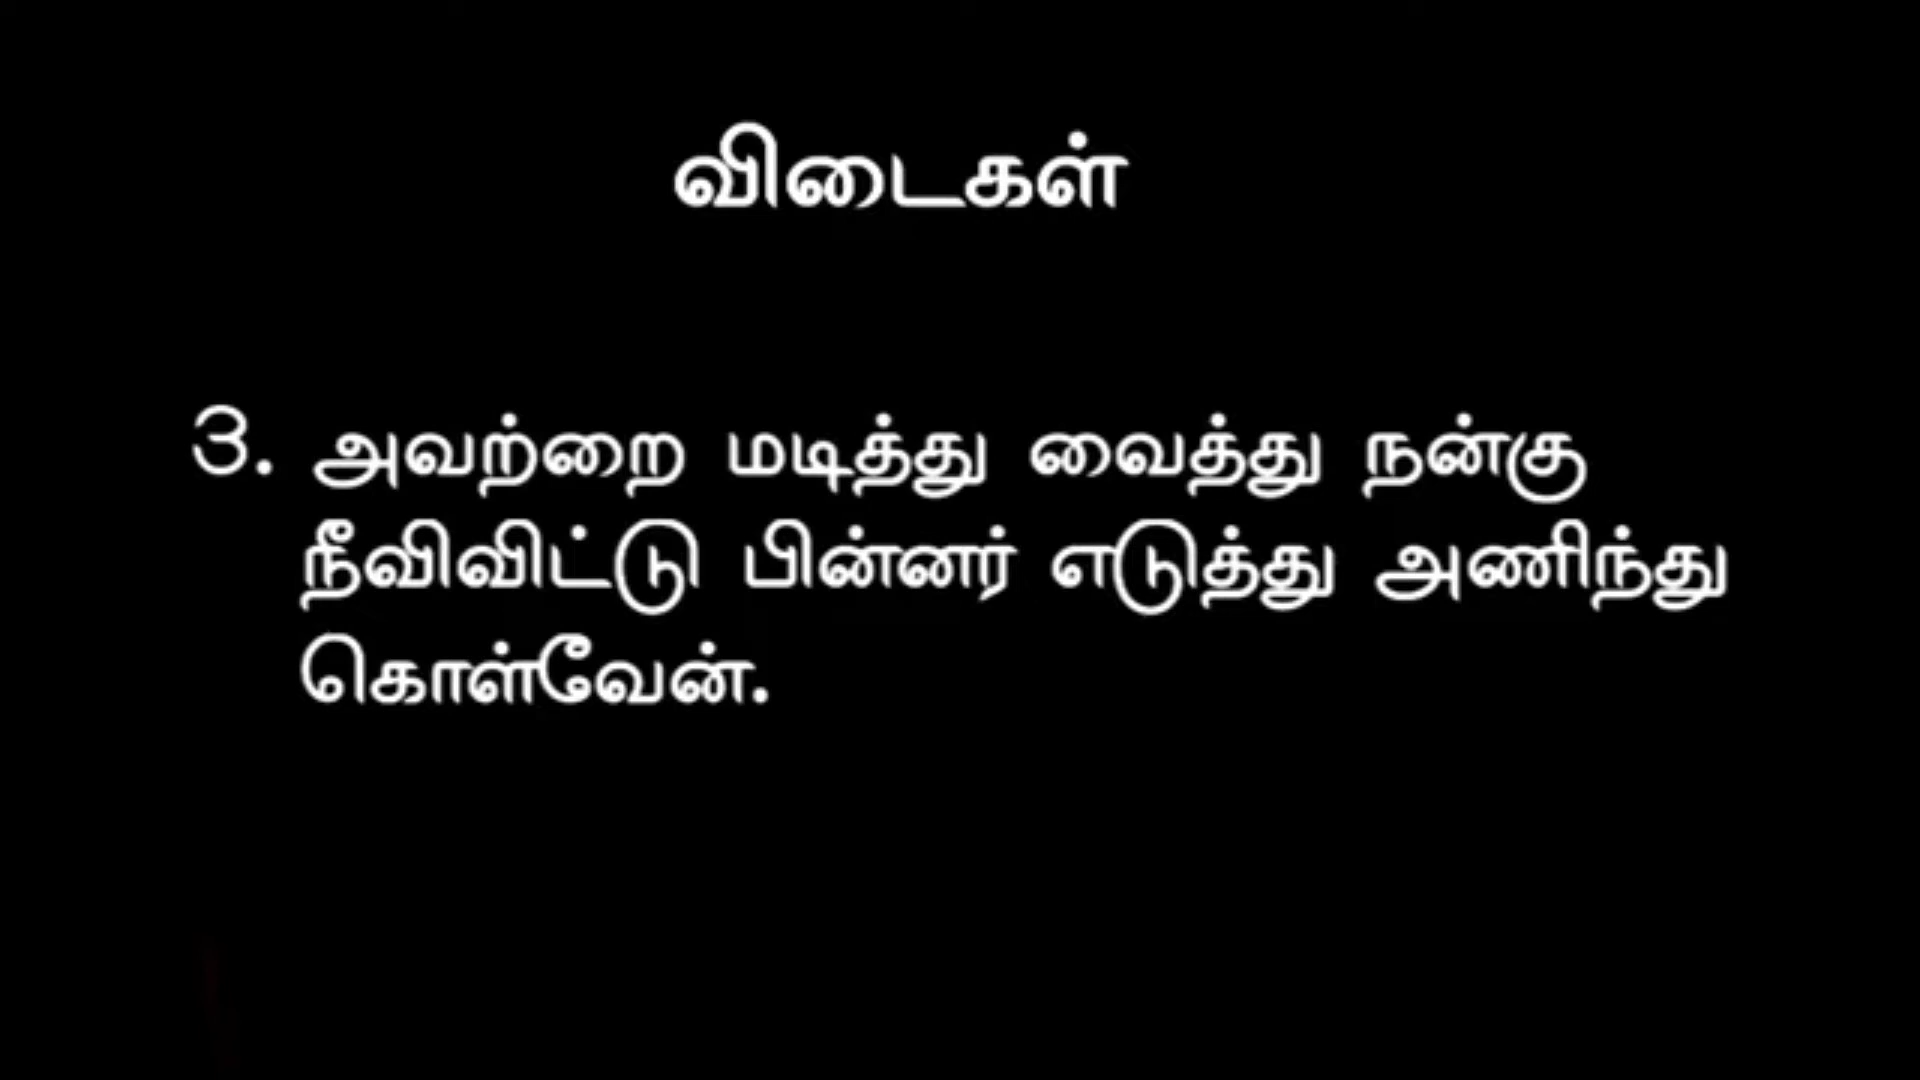 விடைகள்
3. அவற்றை மடித்து வைத்து நன்கு
நீவிவிட்டு பின்னர் எடுத்து அணிந்து
கொள்வேன்.